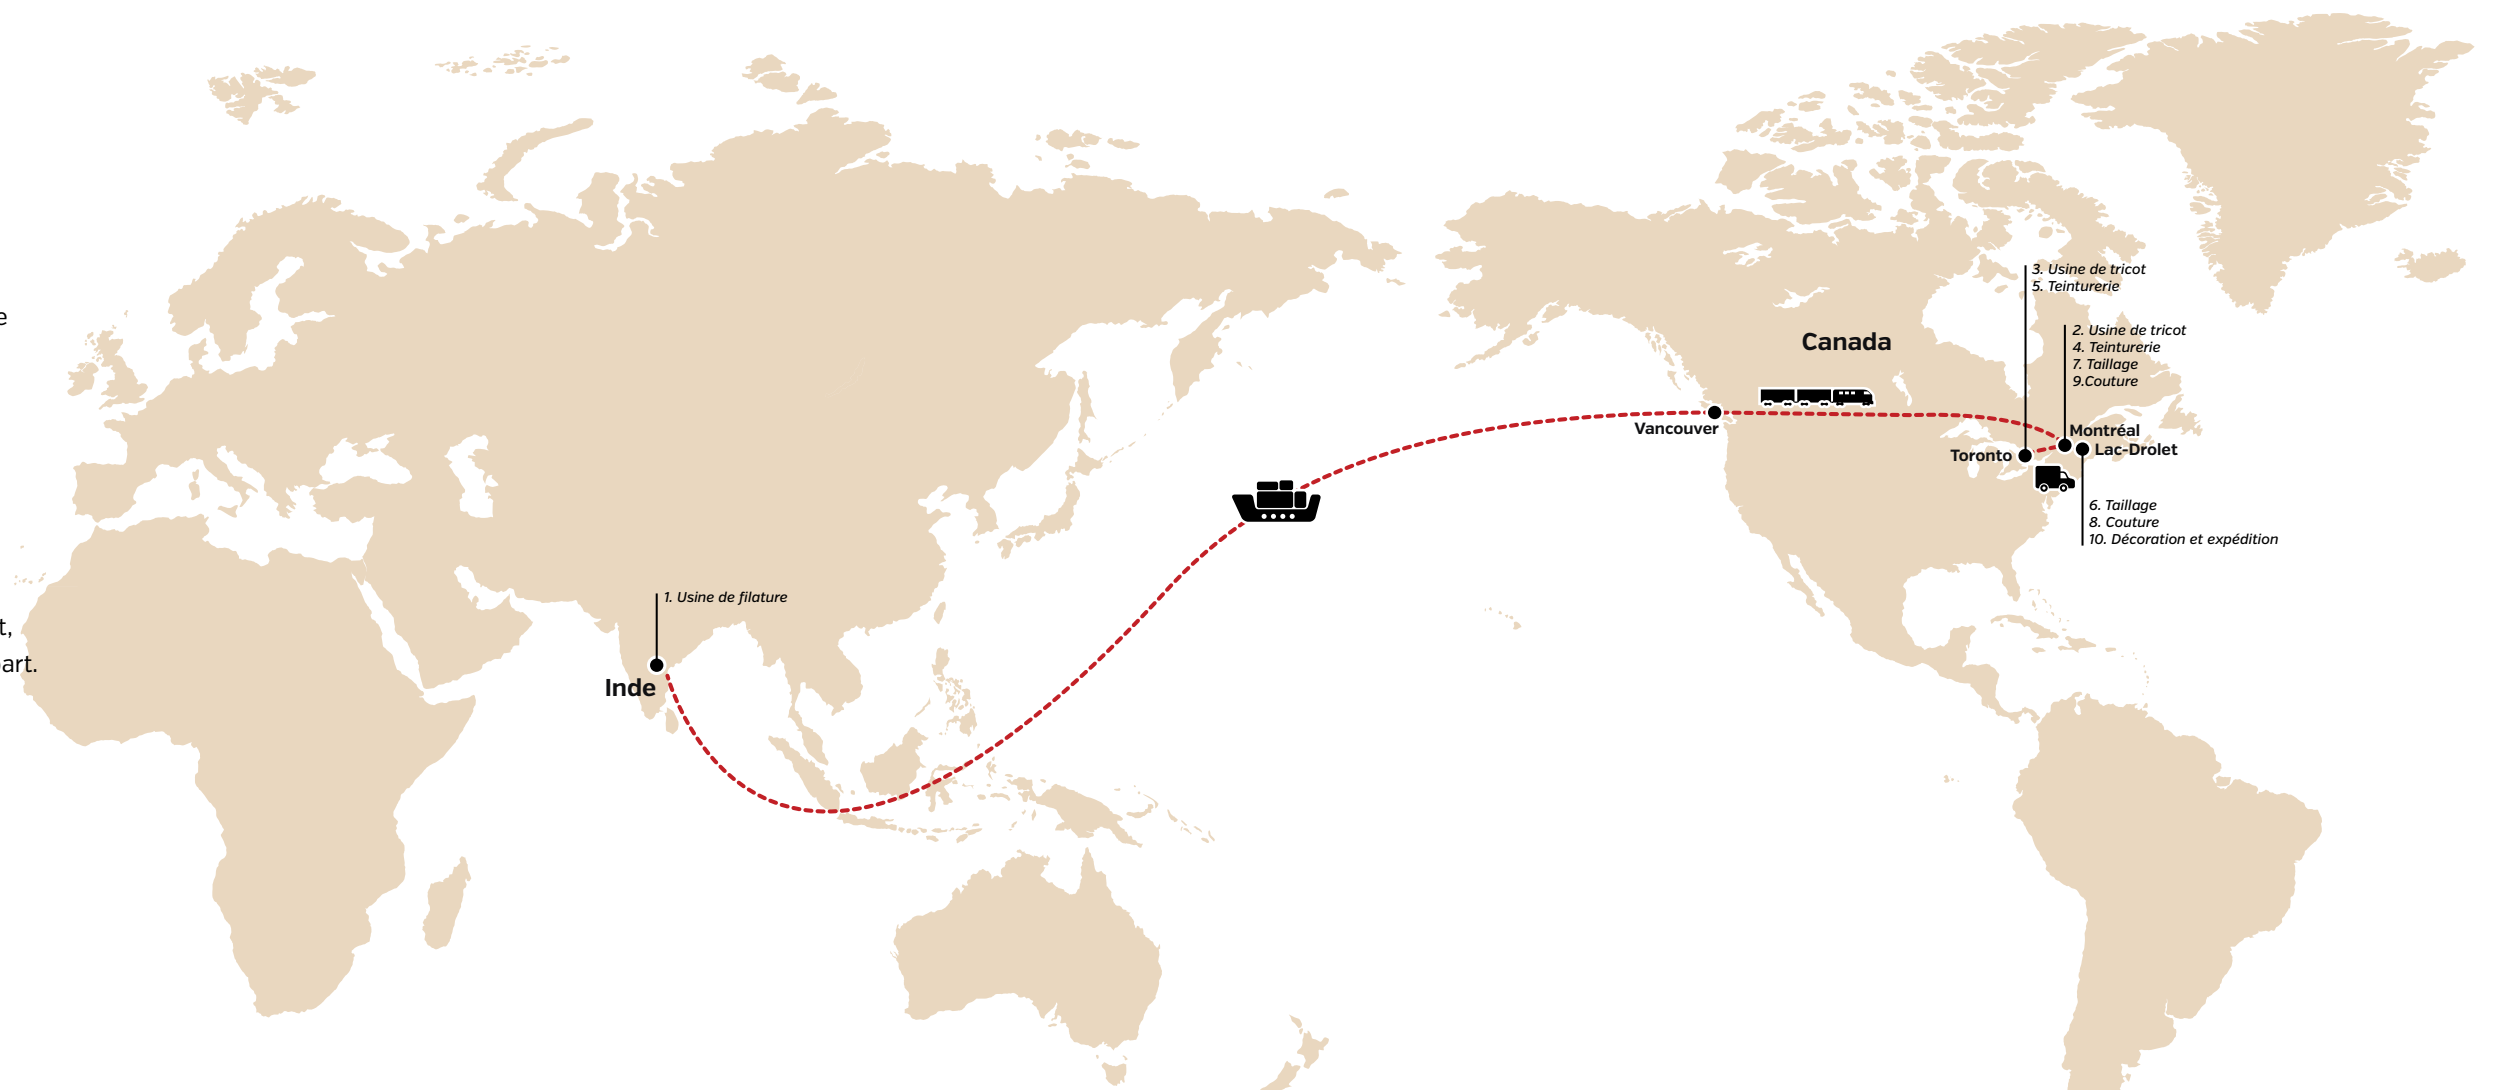 e
t,
art.
1. Usine de filature
Inde
Vancouver
Canada
3. Usine de tricot
5. Teinturerie
2. Usine de tricot
4. Teinturerie
7. Taillage
9.Couture
Montréal
Toronto
Lac-Drolet
6. Taillage
8. Couture
10. Décoration et expédition